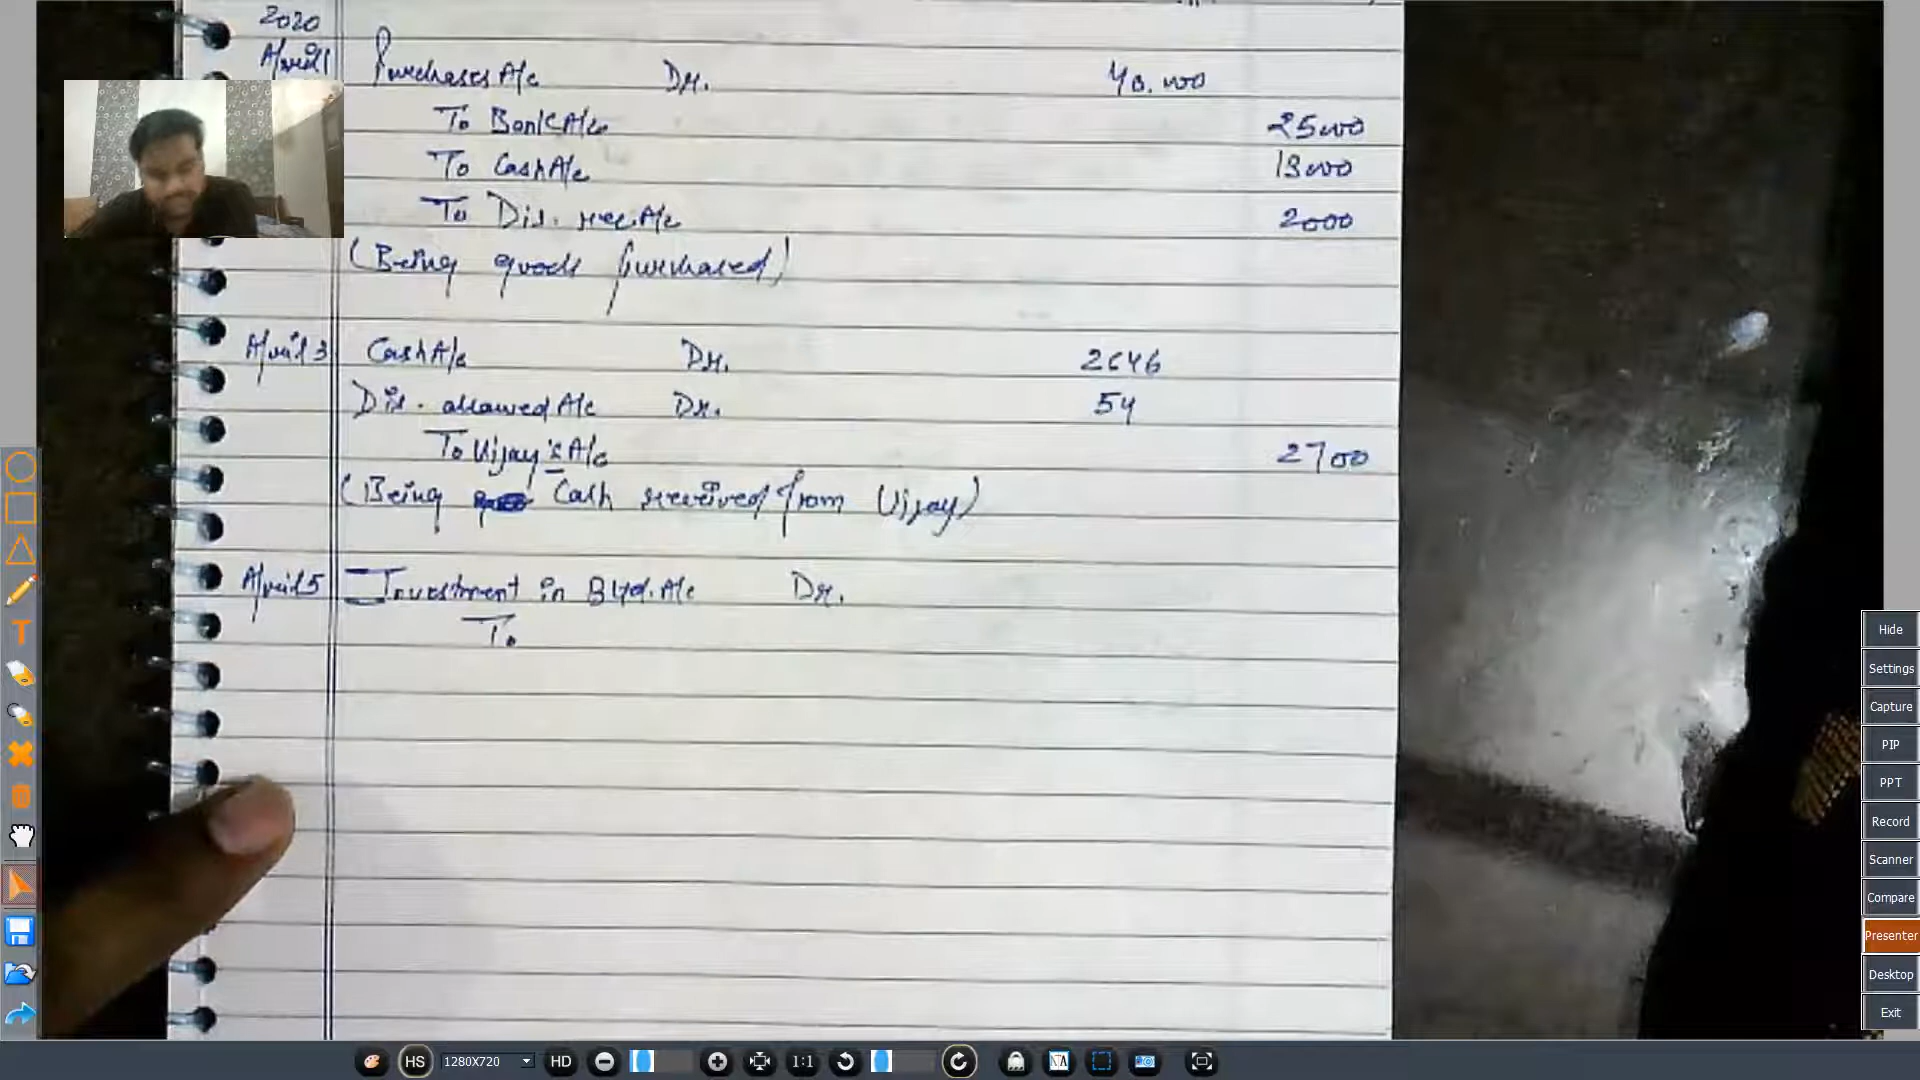 2020
April 1 Purchases A/c Dr. 40,000
To Bank A/c 25000
To Cash A/c 13000
To Dis. rec. A/c 2000
(Being goods purchased)
April 3 Cash A/c Dr. 2646
Dis. allowed A/c Dr. 54
To Vijay's A/c 2700
(Being Cash received from Vijay)
April 5 Investment in Bld. A/c Dr.
To
T
Hide
Settings
Capture
PIP
PPT
Record
Scanner
Compare
Presenter
Desktop
Exit
HS 1280X720 HD 1:1